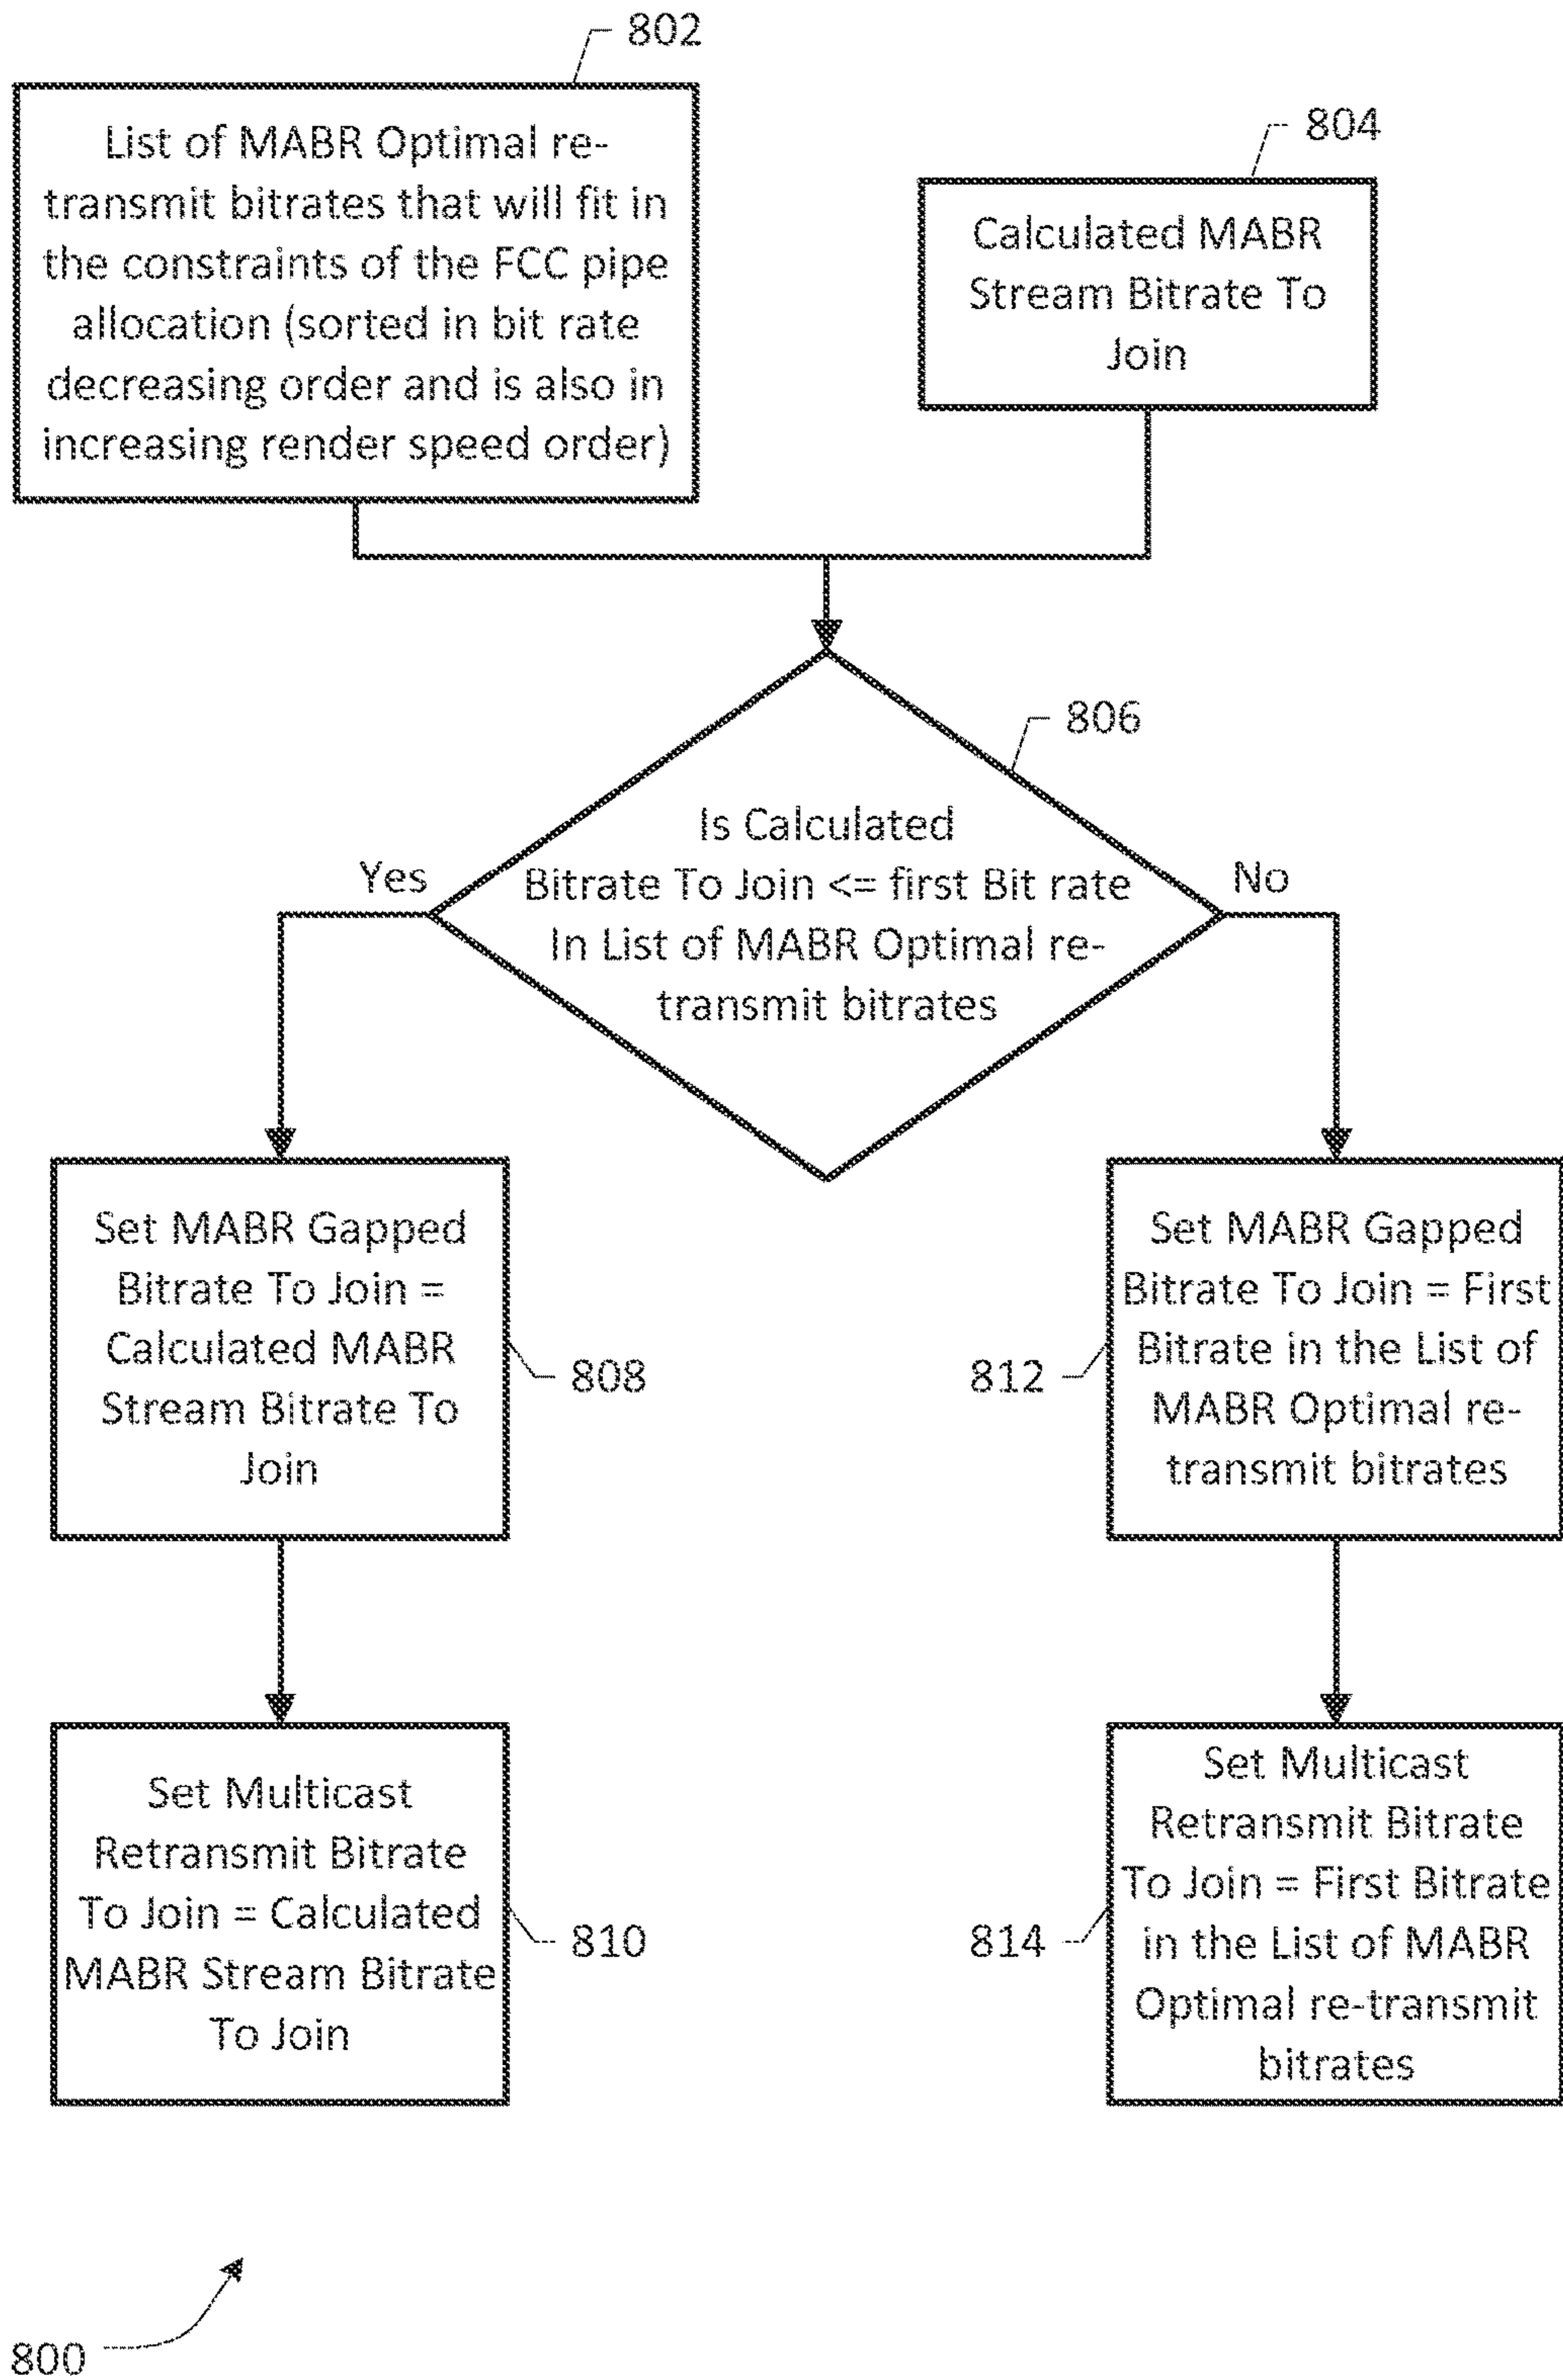 802
List of MABR Optimal re-
transmit bitrates that will fit in
the constraints of the FCC pipe
allocation (sorted in bit rate
decreasing order and is also in
increasing render speed order)
804
Calculated MABR
Stream Bitrate To
Join
806
Is Calculated
Bitrate To Join <= first Bit rate
In List of MABR Optimal re-
transmit bitrates
Yes
No
Set MABR Gapped
Bitrate To Join =
Calculated MABR
Stream Bitrate To
Join
808
812
Set MABR Gapped
Bitrate To Join = First
Bitrate in the List of
MABR Optimal re-
transmit bitrates
Set Multicast
Retransmit Bitrate
To Join = Calculated
MABR Stream Bitrate
To Join
810
814
Set Multicast
Retransmit Bitrate
To Join = First Bitrate
in the List of MABR
Optimal re-transmit
bitrates
800